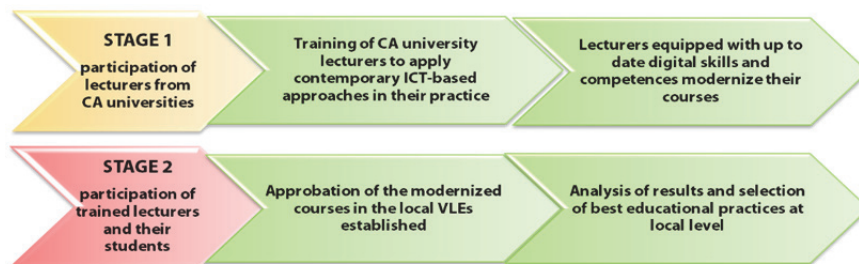 STAGE 1
participation of
lecturers from
CA universities
Training of CA university
lecturers to apply
contemporary ICT-based
approaches in their practice
Lecturers equipped with up to
date digital skills and
competences modernize their
courses
STAGE 2
participation of
trained lecturers
and their
students
Approbation of the modernized
courses in the local VLEs
established
Analysis of results and selection
of best educational practices at
local level